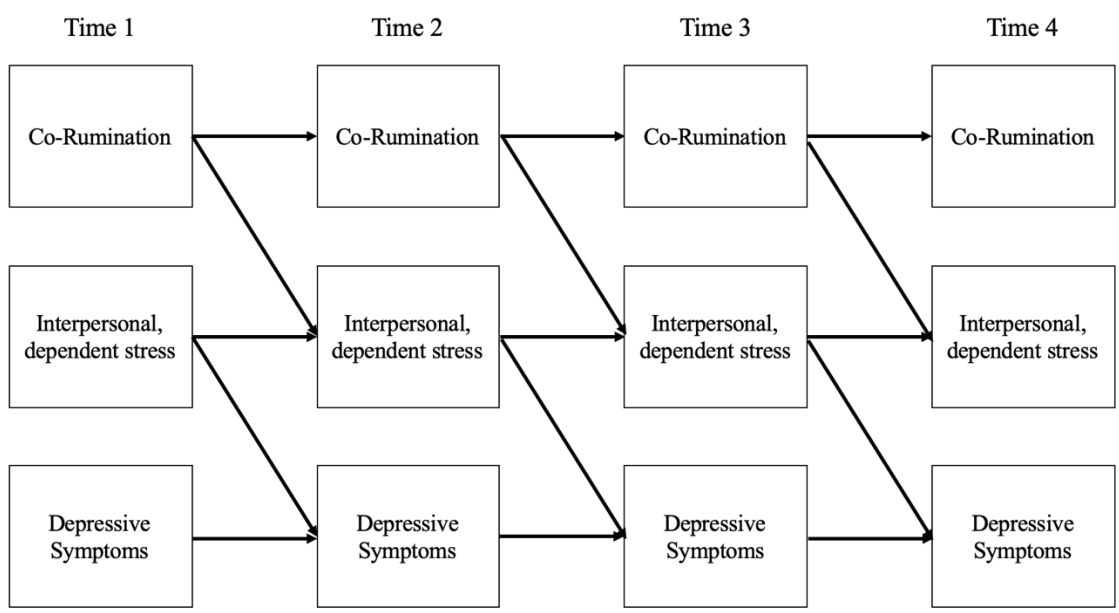 Time 1
Time 2
Time 3
Time 4
Co-Rumination
Co-Rumination
Co-Rumination
Co-Rumination
Interpersonal,
dependent stress
Interpersonal,
dependent stress
Interpersonal,
dependent stress
Interpersonal,
dependent stress
Depressive
Symptoms
Depressive
Symptoms
Depressive
Symptoms
Depressive
Symptoms